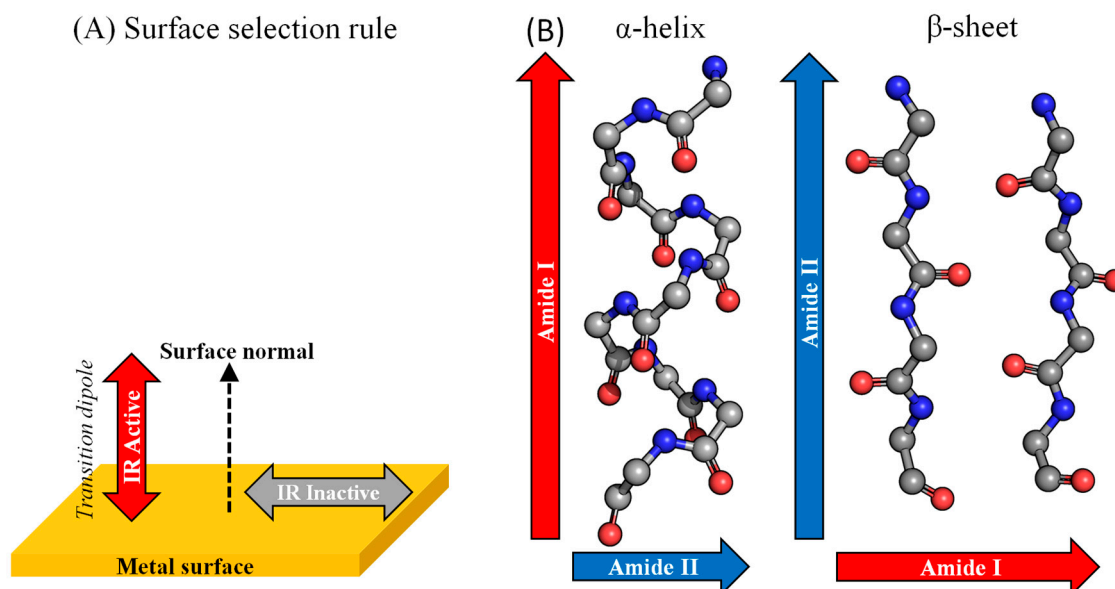 (A) Surface selection rule
Transition dipole
IR Active
Surface normal
IR Inactive
Metal surface
(B)
α-helix
β-sheet
Amide I
Amide II
Amide II
Amide I